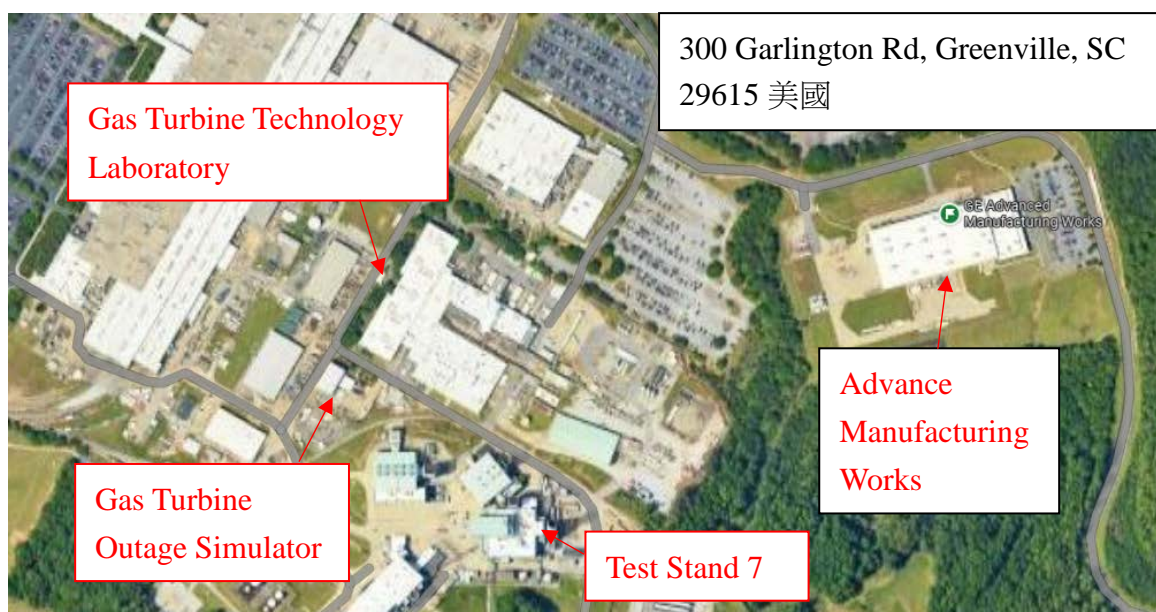 300 Garlington Rd, Greenville, SC
29615 美國
Gas Turbine Technology
Laboratory
GE Advanced
Manufacturing Works
Advance
Manufacturing
Works
Gas Turbine
Outage Simulator
Test Stand 7